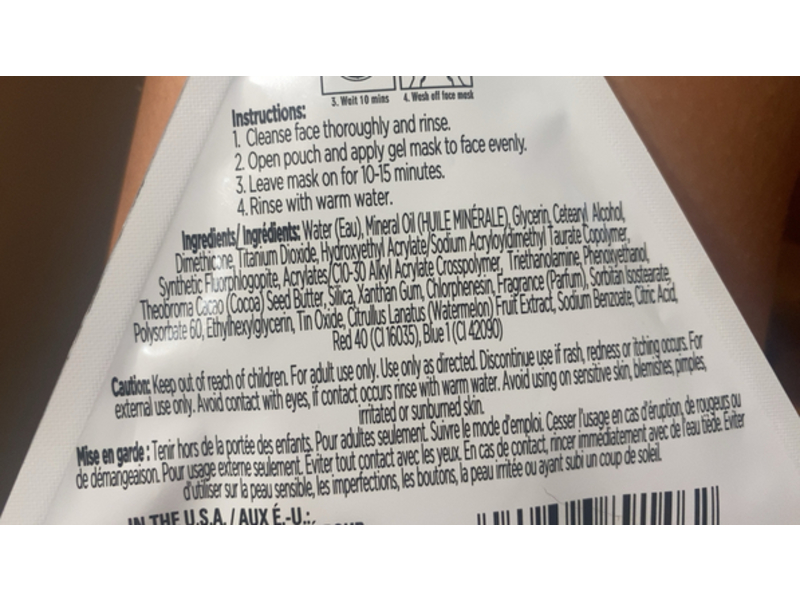 3. Wait 10 mins 4. Wash off face mask
Instructions:
1. Cleanse face thoroughly and rinse.
2. Open pouch and apply gel mask to face evenly.
3. Leave mask on for 10-15 minutes.
4. Rinse with warm water.
Ingredients/Ingrédients: Water (Eau), Mineral Oil (HUILE MINÉRALE), Glycerin, Cetearyl Alcohol,
Dimethicone, Titanium Dioxide, Hydroxyethyl Acrylate/Sodium Acryloyldimethyl Taurate Copolymer,
Synthetic Fluorphlogopite, Acrylates/C10-30 Alkyl Acrylate Crosspolymer, Triethanolamine, Phenoxyethanol,
Theobroma Cacao (Cocoa) Seed Butter, Silica, Xanthan Gum, Chlorphenesin, Fragrance (Parfum), Sorbitan Isostearate,
Polysorbate 60, Ethylhexylglycerin, Tin Oxide, Citrullus Lanatus (Watermelon) Fruit Extract, Sodium Benzoate, Citric Acid,
Red 40 (CI 16035), Blue 1 (CI 42090)
Caution: Keep out of reach of children. For adult use only. Use only as directed. Discontinue use if rash, redness or itching occurs. For
external use only. Avoid contact with eyes, if contact occurs rinse with warm water. Avoid using on sensitive skin, blemishes, pimples,
irritated or sunburned skin.
Mise en garde : Tenir hors de la portée des enfants. Pour adultes seulement. Suivre le mode d'emploi. Cesser l'usage en cas d'éruption, de rougeurs ou
de démangeaison. Pour usage externe seulement. Éviter tout contact avec les yeux. En cas de contact, rincer immédiatement avec de l'eau tiède. Éviter
d'utiliser sur la peau sensible, les imperfections, les boutons, la peau irritée ou ayant subi un coup de soleil.
IN THE U.S.A. / AUX É.-U.: